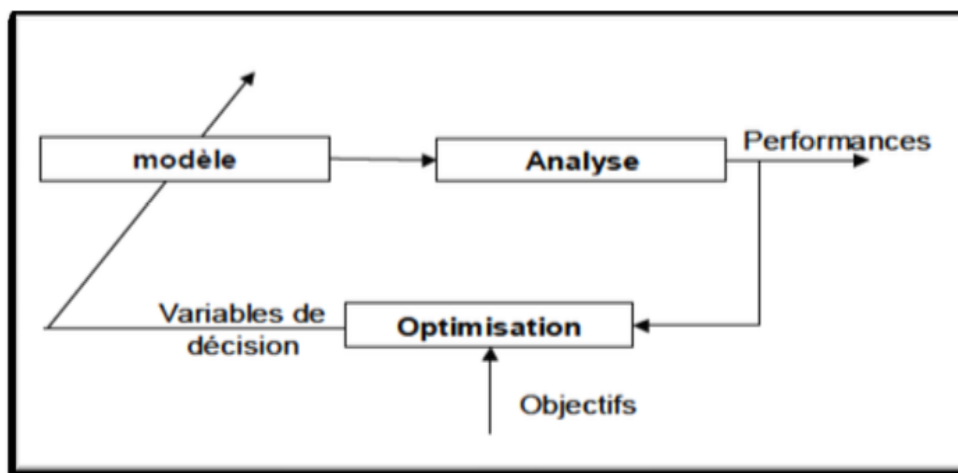 Performances
modèle
Analyse
Variables de
décision
Optimisation
Objectifs